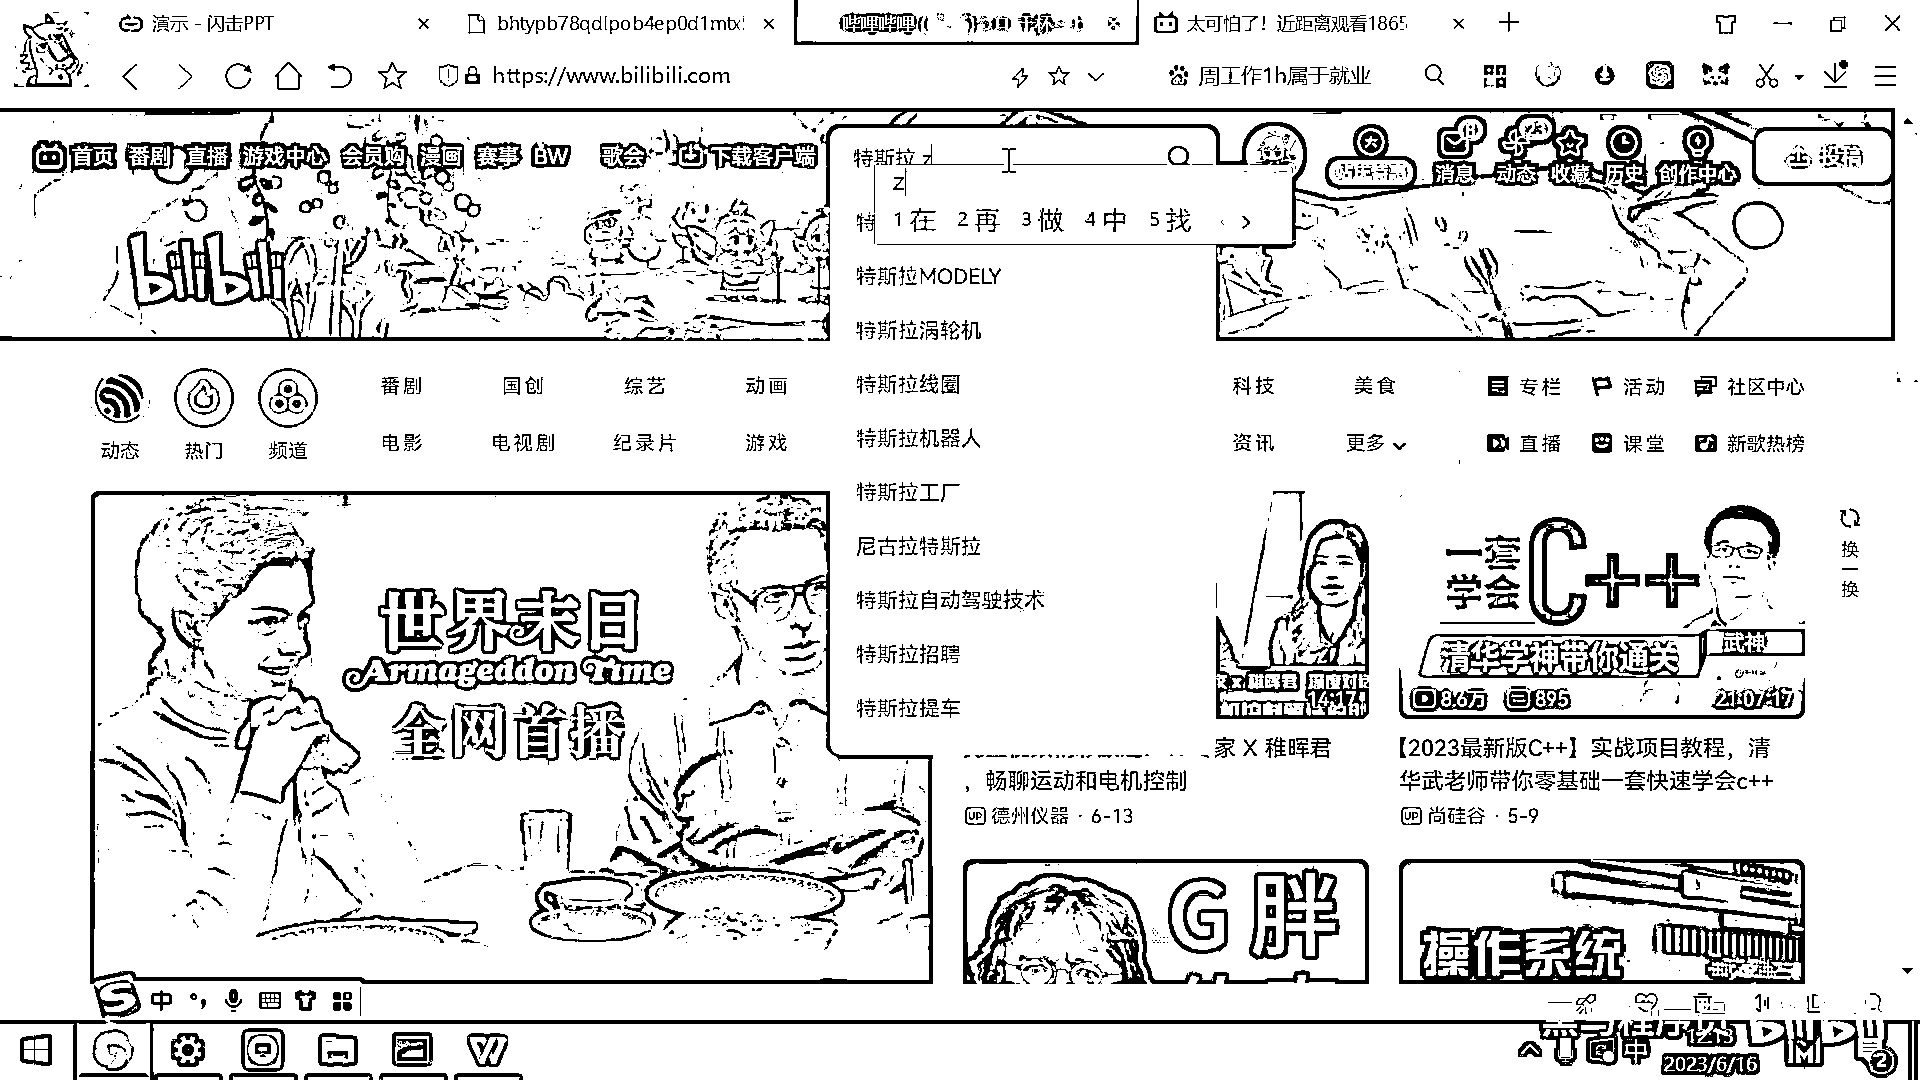 演示 - 闪击PPT
bhtypb78qdlpob4ep0d1mtx
哔哩哔哩
太可怕了！近距离观看1865
https://www.bilibili.com
周工作1h属于就业
首页 番剧 直播 游戏中心 会员购 漫画 赛事 BW 歌会 下载客户端
特斯拉 z
消息 动态 收藏 历史 创作中心
投稿
z
1 在 2 再 3 做 4 中 5 找
特
bilibili
特斯拉MODELY
特斯拉涡轮机
特斯拉线圈
特斯拉机器人
特斯拉工厂
尼古拉特斯拉
特斯拉自动驾驶技术
特斯拉招聘
特斯拉提车
动态 热门 频道
番剧 国创 综艺 动画
电影 电视剧 纪录片 游戏
科技 美食
资讯 更多
专栏 活动 社区中心
直播 课堂 新歌热榜
世界末日
Armageddon Time
全网首播
14:17
家 X 稚晖君
，畅聊运动和电机控制
德州仪器 · 6-13
一套
学会
C++
武神
清华学神带你通关
8.6万 895 21:07:17
【2023最新版C++】实战项目教程，清
华武老师带你零基础一套快速学会c++
尚硅谷 · 5-9
换一换
G胖
操作系统
中
黑马程序员
中
12:13
2023/6/16
2